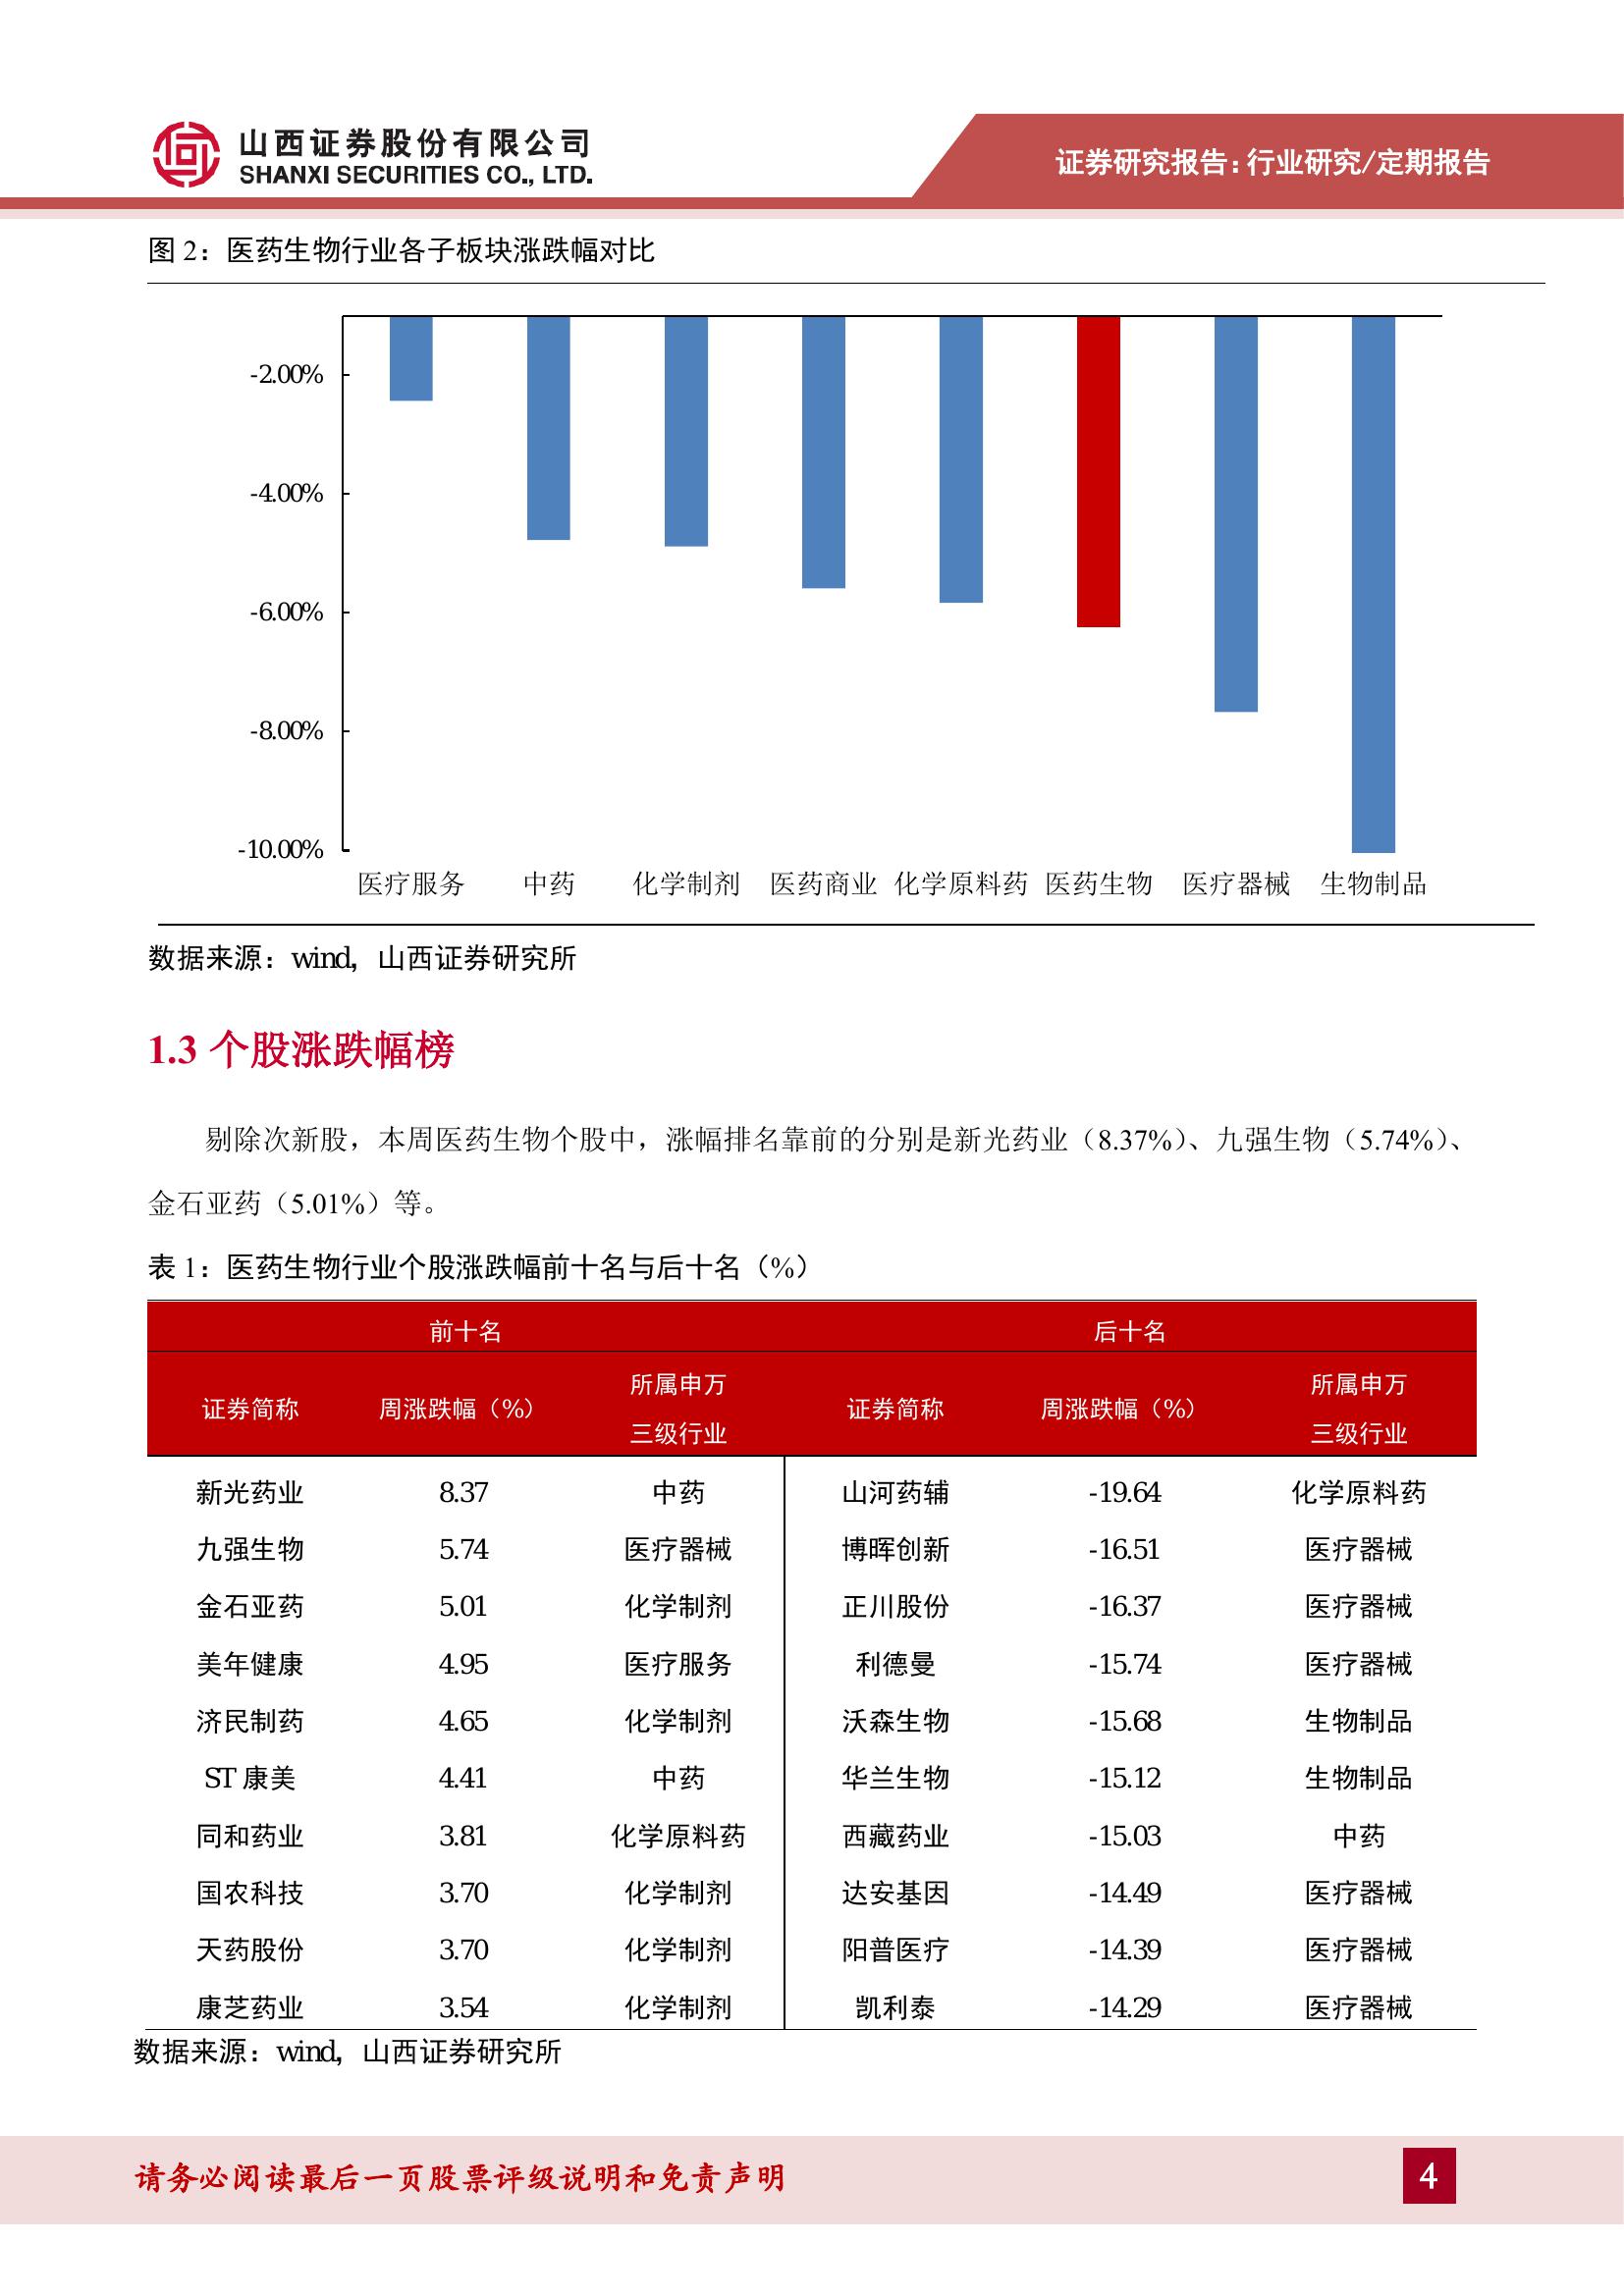 山西证券股份有限公司
SHANXI SECURITIES CO., LTD.
证券研究报告：行业研究/定期报告
图 2：医药生物行业各子板块涨跌幅对比
-2.00%
-4.00%
-6.00%
-8.00%
-10.00%
医疗服务 中药 化学制剂 医药商业 化学原料药 医药生物 医疗器械 生物制品
数据来源：wind，山西证券研究所
1.3 个股涨跌幅榜
剔除次新股，本周医药生物个股中，涨幅排名靠前的分别是新光药业（8.37%）、九强生物（5.74%）、
金石亚药（5.01%）等。
表 1：医药生物行业个股涨跌幅前十名与后十名（%）
前十名 后十名
证券简称 周涨跌幅（%） 所属申万三级行业 证券简称 周涨跌幅（%） 所属申万三级行业
新光药业 8.37 中药 山河药辅 -19.64 化学原料药
九强生物 5.74 医疗器械 博晖创新 -16.51 医疗器械
金石亚药 5.01 化学制剂 正川股份 -16.37 医疗器械
美年健康 4.95 医疗服务 利德曼 -15.74 医疗器械
济民制药 4.65 化学制剂 沃森生物 -15.68 生物制品
ST 康美 4.41 中药 华兰生物 -15.12 生物制品
同和药业 3.81 化学原料药 西藏药业 -15.03 中药
国农科技 3.70 化学制剂 达安基因 -14.49 医疗器械
天药股份 3.70 化学制剂 阳普医疗 -14.39 医疗器械
康芝药业 3.54 化学制剂 凯利泰 -14.29 医疗器械
数据来源：wind，山西证券研究所
请务必阅读最后一页股票评级说明和免责声明
4